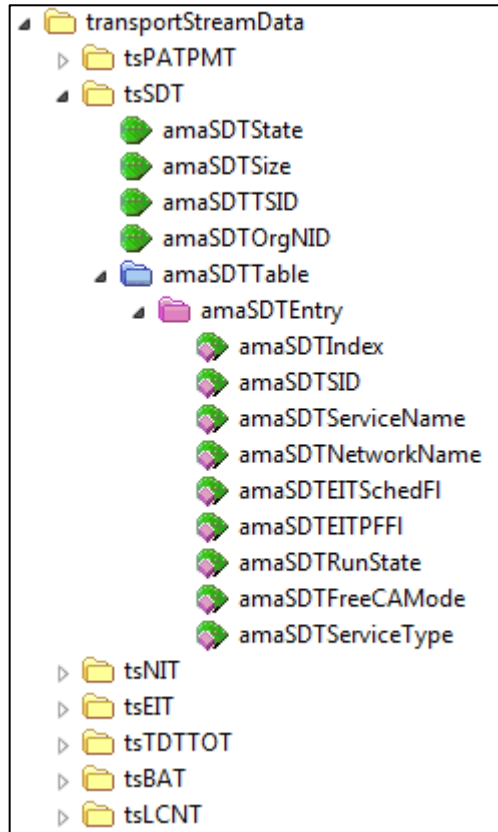 transportStreamData
tsPATPMT
tsSDT
amaSDTState
amaSDTSize
amaSDTTSID
amaSDTOrgNID
amaSDTTable
amaSDTEntry
amaSDTIndex
amaSDTSID
amaSDTServiceName
amaSDTNetworkName
amaSDTEITSchedFl
amaSDTEITPFFl
amaSDTRunState
amaSDTFreeCAMode
amaSDTServiceType
tsNIT
tsEIT
tsTDTTOT
tsBAT
tsLCNT